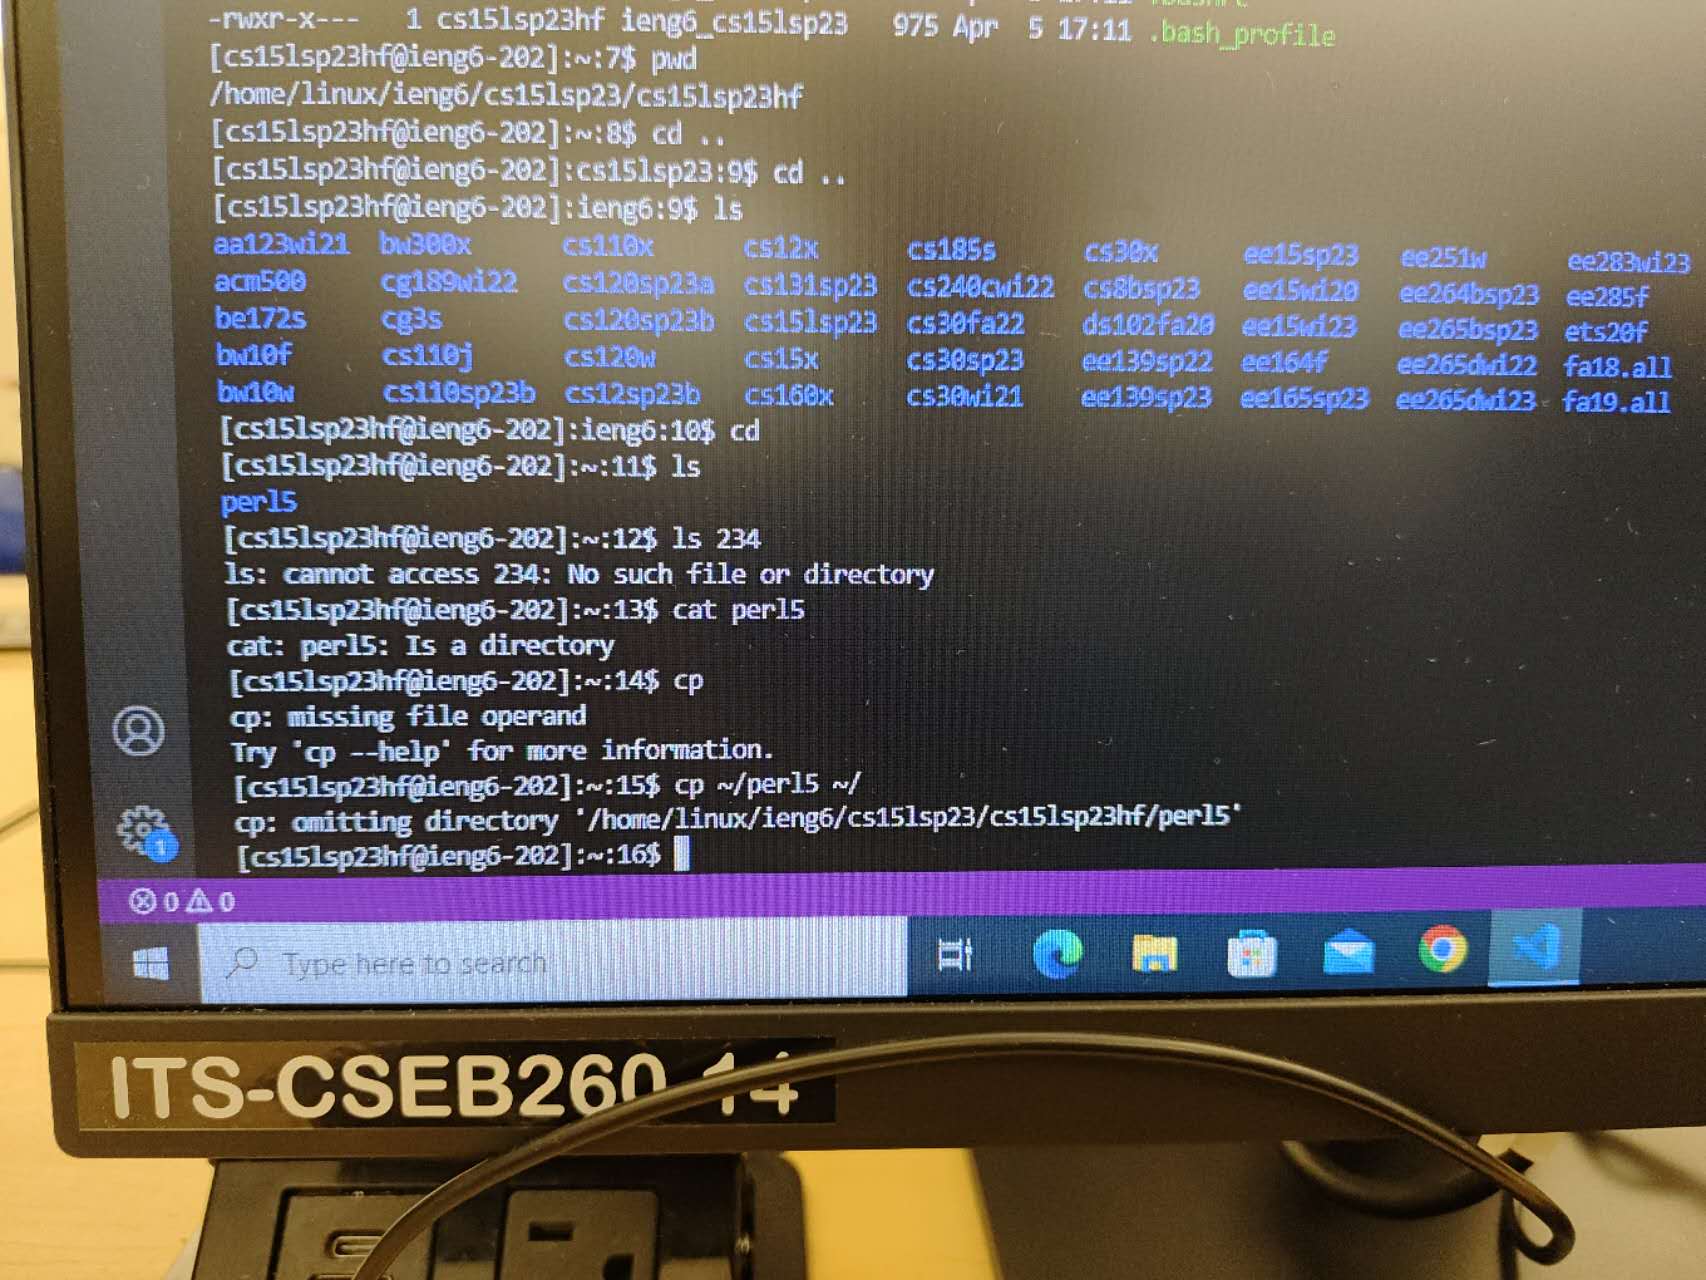 -rwxr-x--- 1 cs15lsp23hf ieng6_cs15lsp23 975 Apr 5 17:11 .bash_profile
[cs15lsp23hf@ieng6-202]:~:7$ pwd
/home/linux/ieng6/cs15lsp23/cs15lsp23hf
[cs15lsp23hf@ieng6-202]:~:8$ cd ..
[cs15lsp23hf@ieng6-202]:cs15lsp23:9$ cd ..
[cs15lsp23hf@ieng6-202]:ieng6:9$ ls
aa123wi21 bw300x cs110x cs12x cs185s cs30x ee15sp23 ee251w ee283wi23
acm500 cg189wi22 cs120sp23a cs131sp23 cs240cwi22 cs8bsp23 ee15wi20 ee264bsp23 ee285f
be172s cg3s cs120sp23b cs15lsp23 cs30fa22 ds102fa20 ee15wi23 ee265bsp23 ets20f
bw10f cs110j cs120w cs15x cs30sp23 ee139sp22 ee164f ee265dwi22 fa18.all
bw10w cs110sp23b cs12sp23b cs160x cs30wi21 ee139sp23 ee165sp23 ee265dwi23 fa19.all
[cs15lsp23hf@ieng6-202]:ieng6:10$ cd
[cs15lsp23hf@ieng6-202]:~:11$ ls
perl5
[cs15lsp23hf@ieng6-202]:~:12$ ls 234
ls: cannot access 234: No such file or directory
[cs15lsp23hf@ieng6-202]:~:13$ cat perl5
cat: perl5: Is a directory
[cs15lsp23hf@ieng6-202]:~:14$ cp
cp: missing file operand
Try 'cp --help' for more information.
[cs15lsp23hf@ieng6-202]:~:15$ cp ~/perl5 ~/
cp: omitting directory '/home/linux/ieng6/cs15lsp23/cs15lsp23hf/perl5'
[cs15lsp23hf@ieng6-202]:~:16$
1
0 0
Type here to search
ITS-CSEB260-14